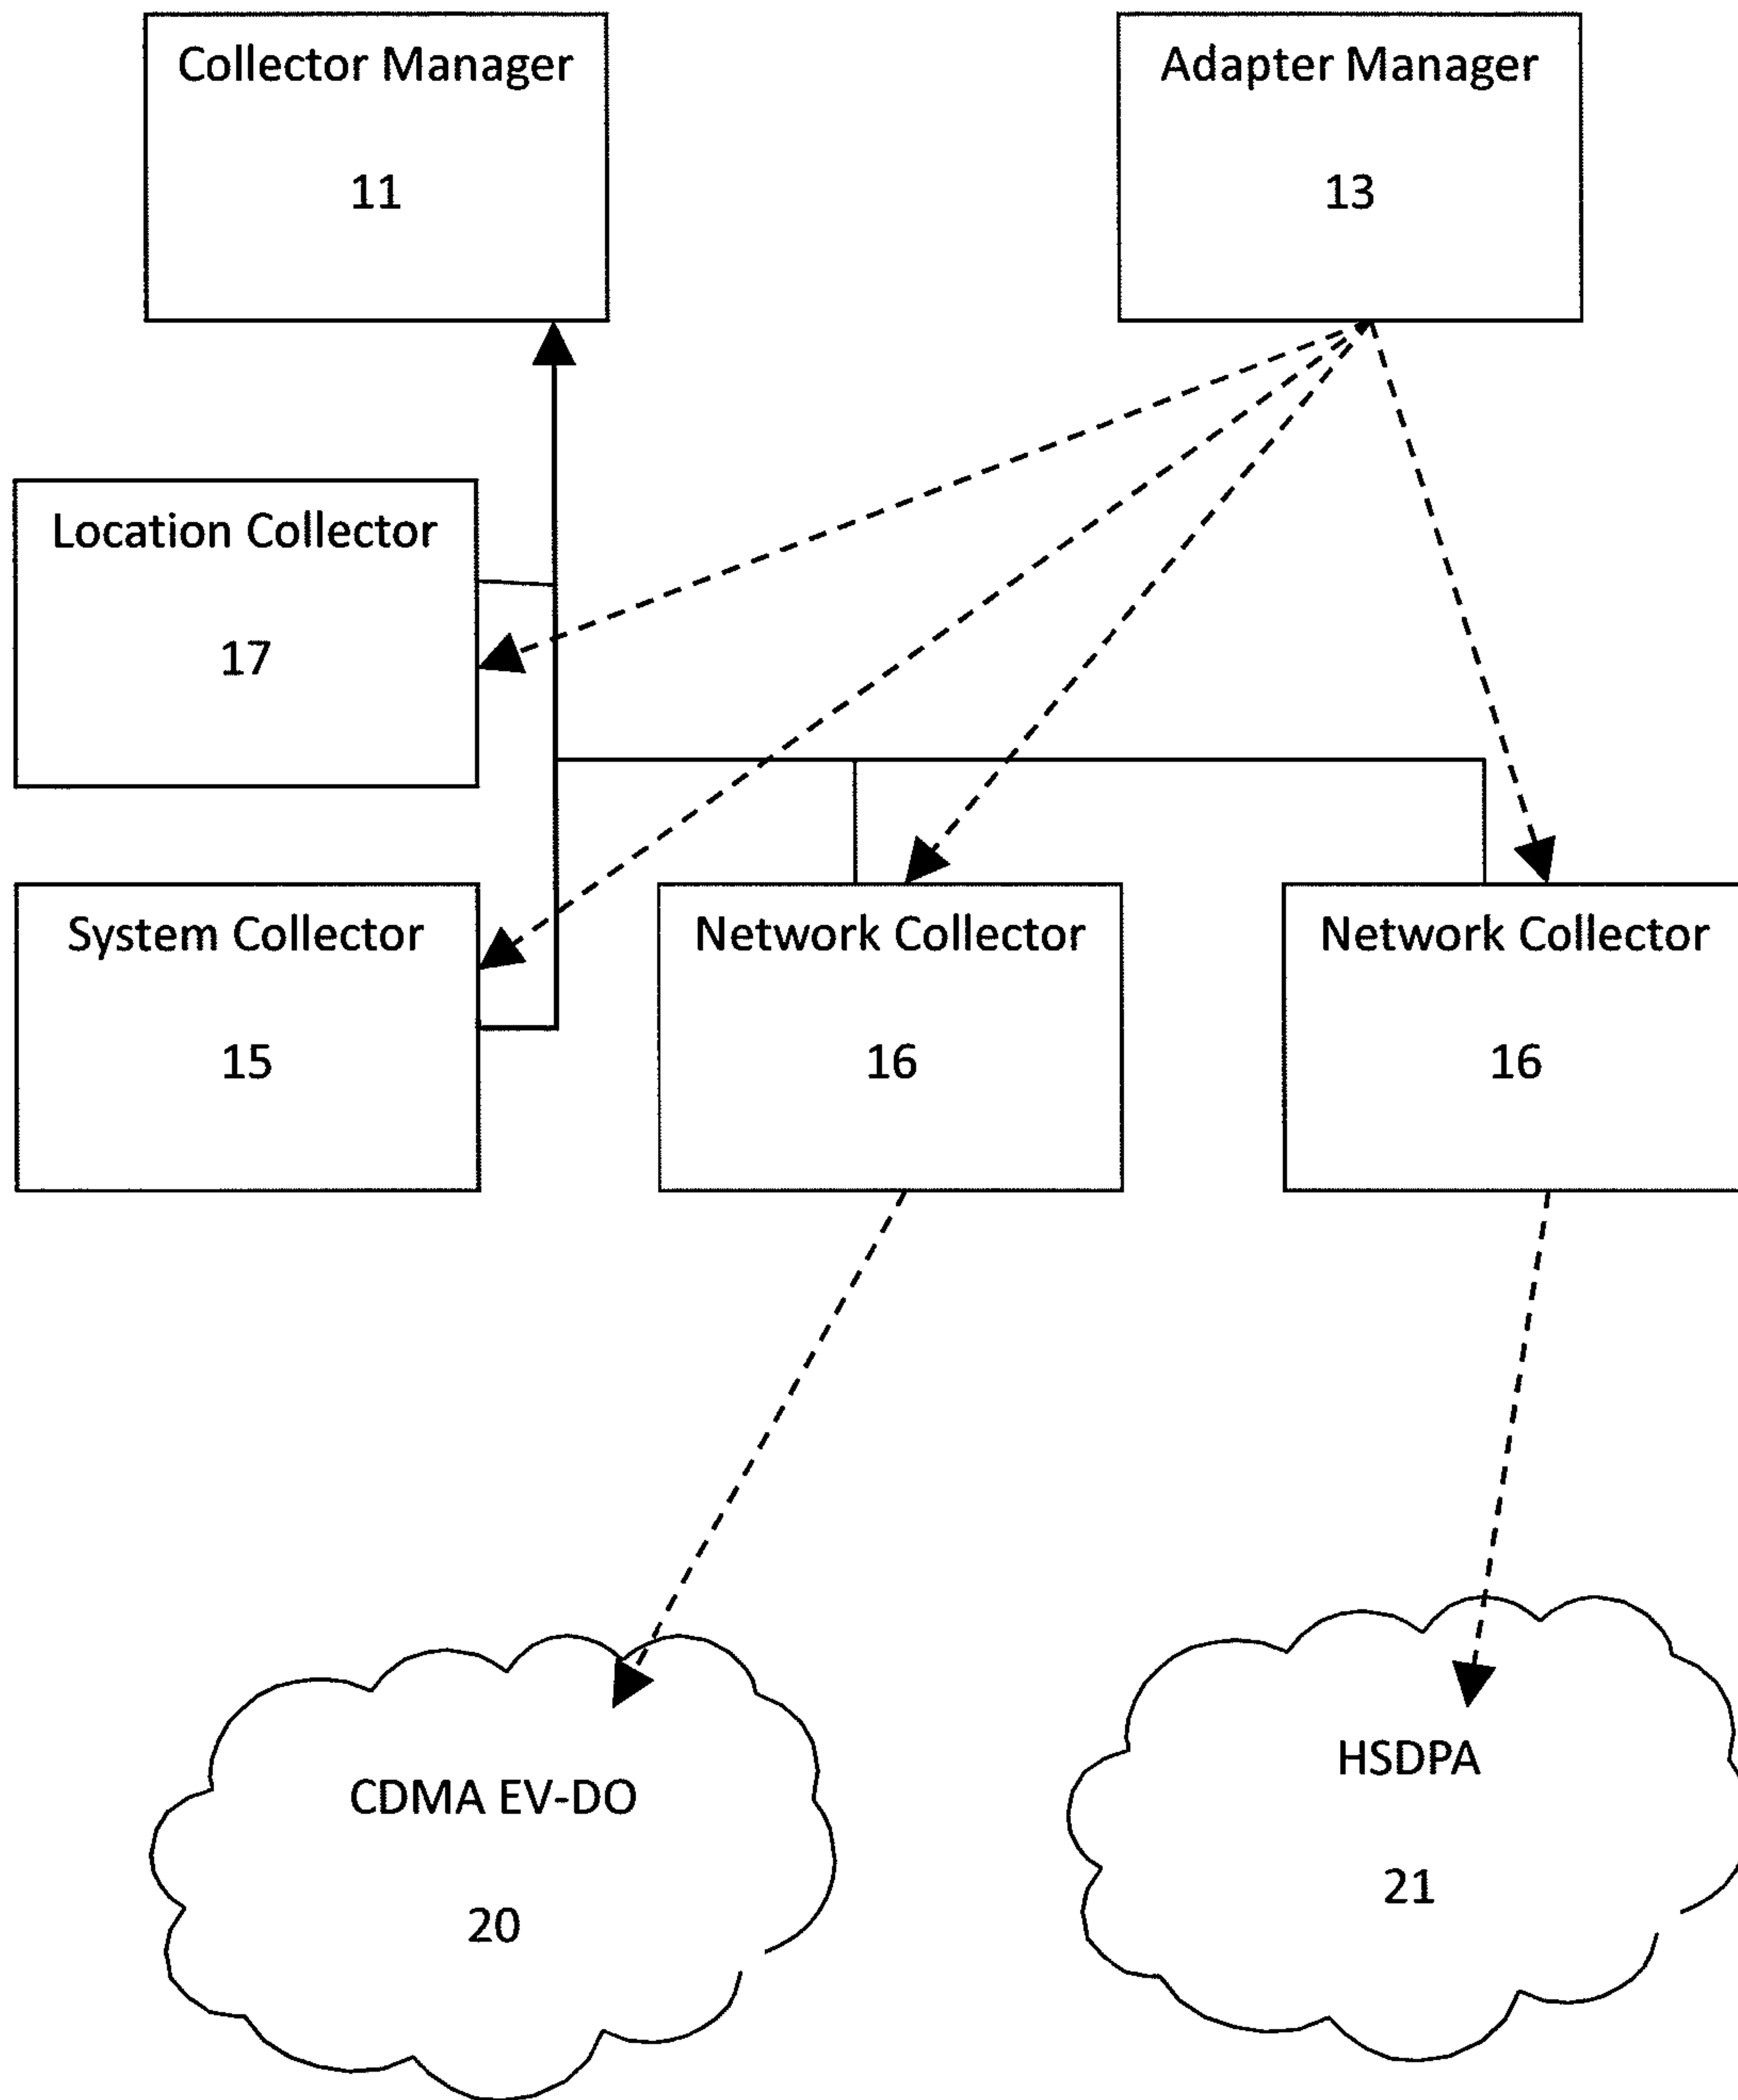 Collector Manager
11
Adapter Manager
13
Location Collector
17
System Collector
15
Network Collector
16
Network Collector
16
CDMA EV-DO
20
HSDPA
21